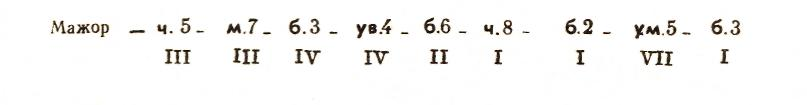 Мажор — ч. 5 - м.7 - б.3 - ув.4 - б.6 - ч.8 - б.2 - ум.5 - б.3
III III IV IV II I I VII I